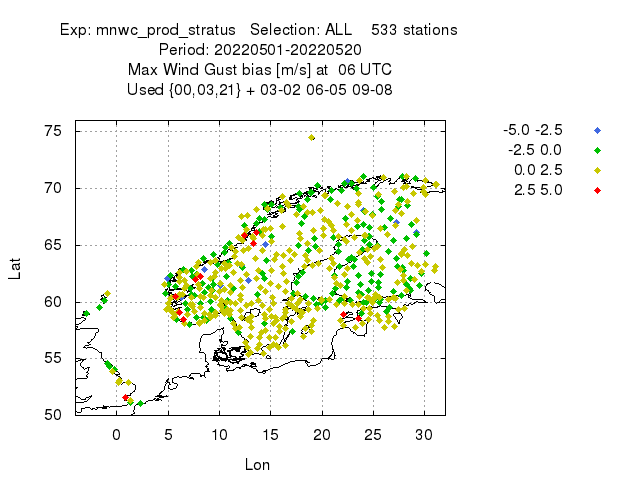 Exp: mnwc_prod_stratus Selection: ALL 533 stations
Period: 20220501-20220520
Max Wind Gust bias [m/s] at 06 UTC
Used {00,03,21} + 03-02 06-05 09-08
-5.0 -2.5
-2.5 0.0
0.0 2.5
2.5 5.0
75
70
65
60
55
50
Lat
0 5 10 15 20 25 30
Lon